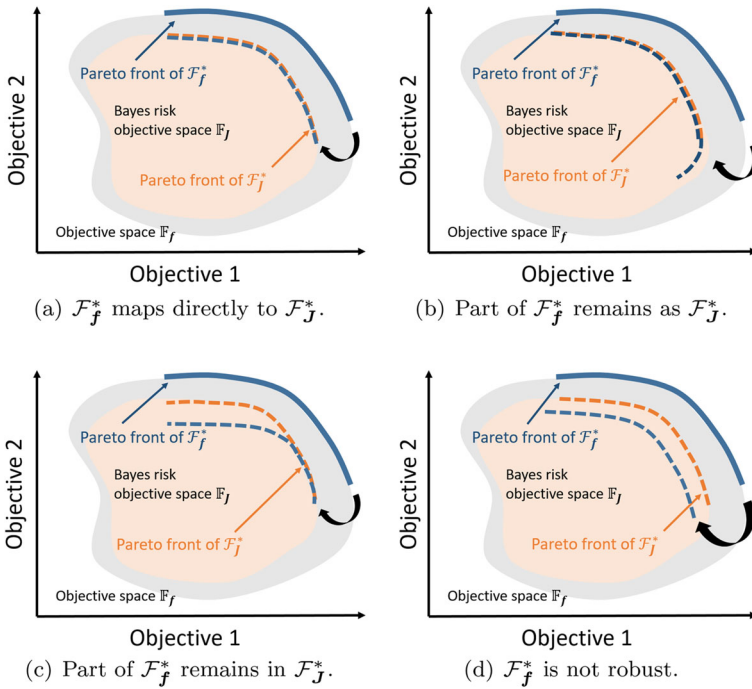 Objective 2
Pareto front of ℱ*_f
Bayes risk
objective space 𝔽_J
Pareto front of ℱ*_J
Objective space 𝔽_f
Objective 1
(a) ℱ*_f maps directly to ℱ*_J.
Objective 2
Pareto front of ℱ*_f
Bayes risk
objective space 𝔽_J
Pareto front of ℱ*_J
Objective space 𝔽_f
Objective 1
(b) Part of ℱ*_f remains as ℱ*_J.
Objective 2
Pareto front of ℱ*_f
Bayes risk
objective space 𝔽_J
Pareto front of ℱ*_J
Objective space 𝔽_f
Objective 1
(c) Part of ℱ*_f remains in ℱ*_J.
Objective 2
Pareto front of ℱ*_f
Bayes risk
objective space 𝔽_J
Pareto front of ℱ*_J
Objective space 𝔽_f
Objective 1
(d) ℱ*_f is not robust.